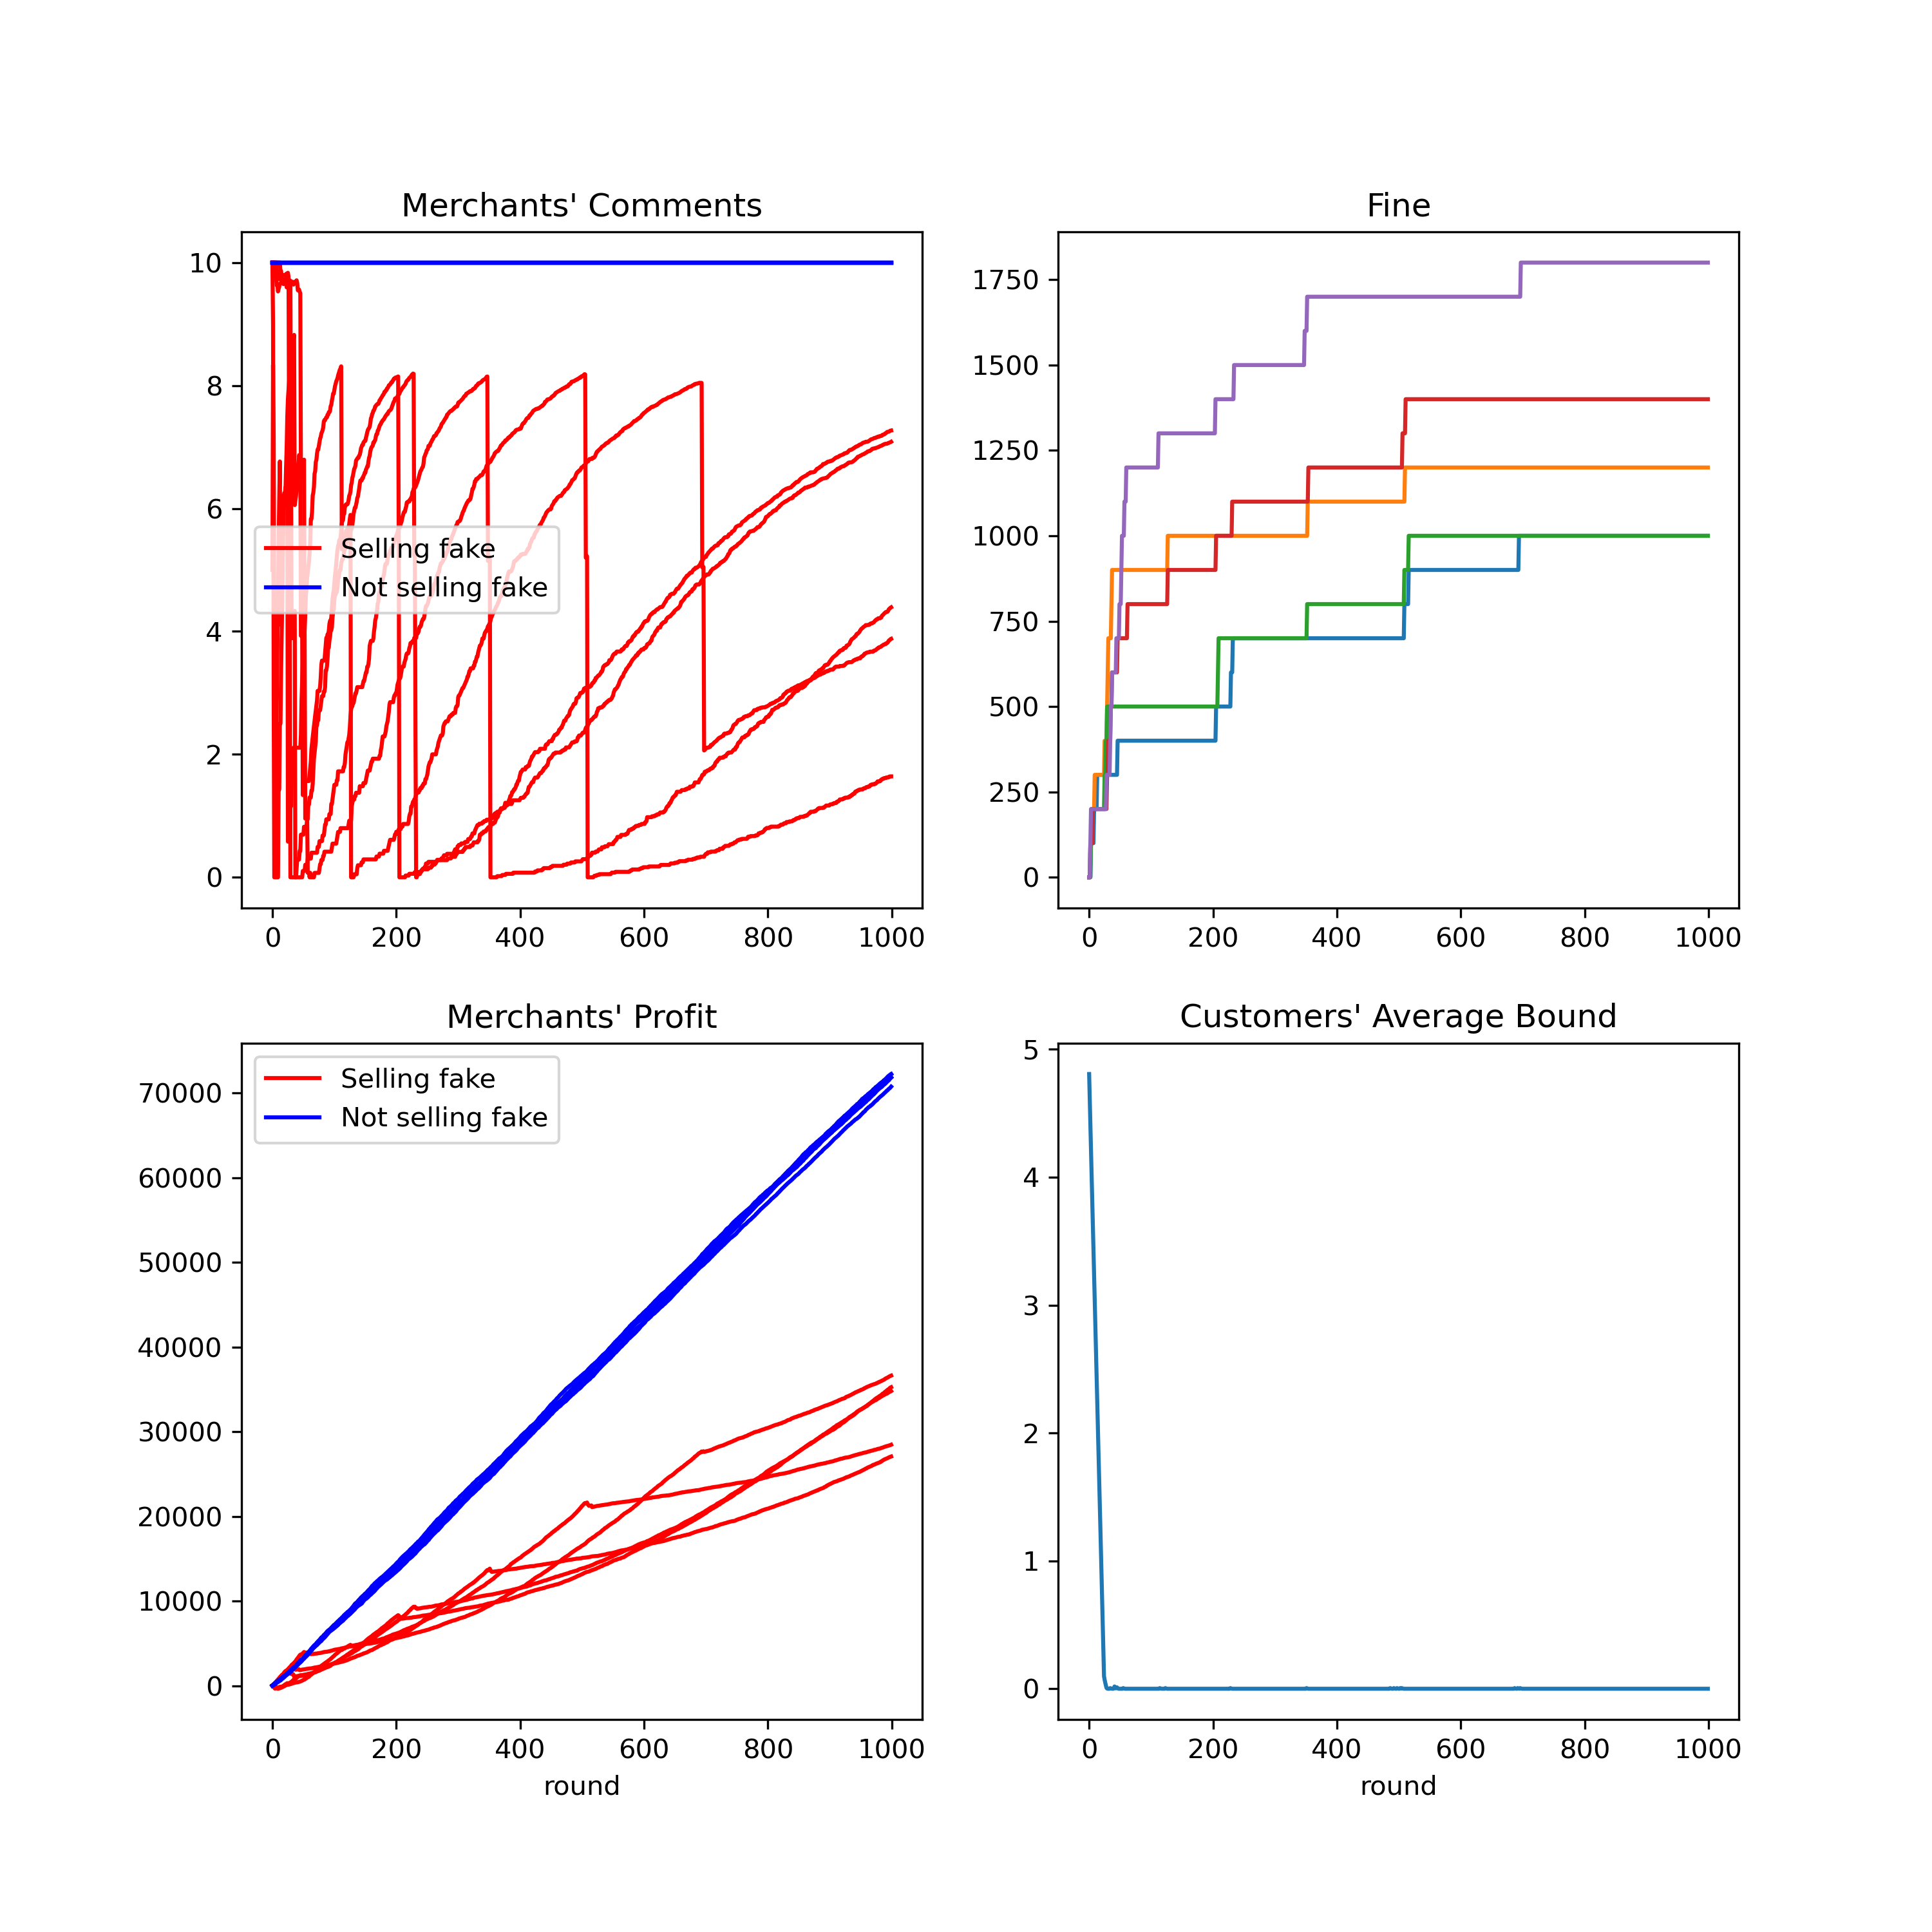 Merchants' Comments
10
8
6
4
2
0
Selling fake
Not selling fake
0 200 400 600 800 1000
Fine
1750
1500
1250
1000
750
500
250
0
0 200 400 600 800 1000
Merchants' Profit
70000
60000
50000
40000
30000
20000
10000
0
Selling fake
Not selling fake
0 200 400 600 800 1000
round
Customers' Average Bound
5
4
3
2
1
0
0 200 400 600 800 1000
round